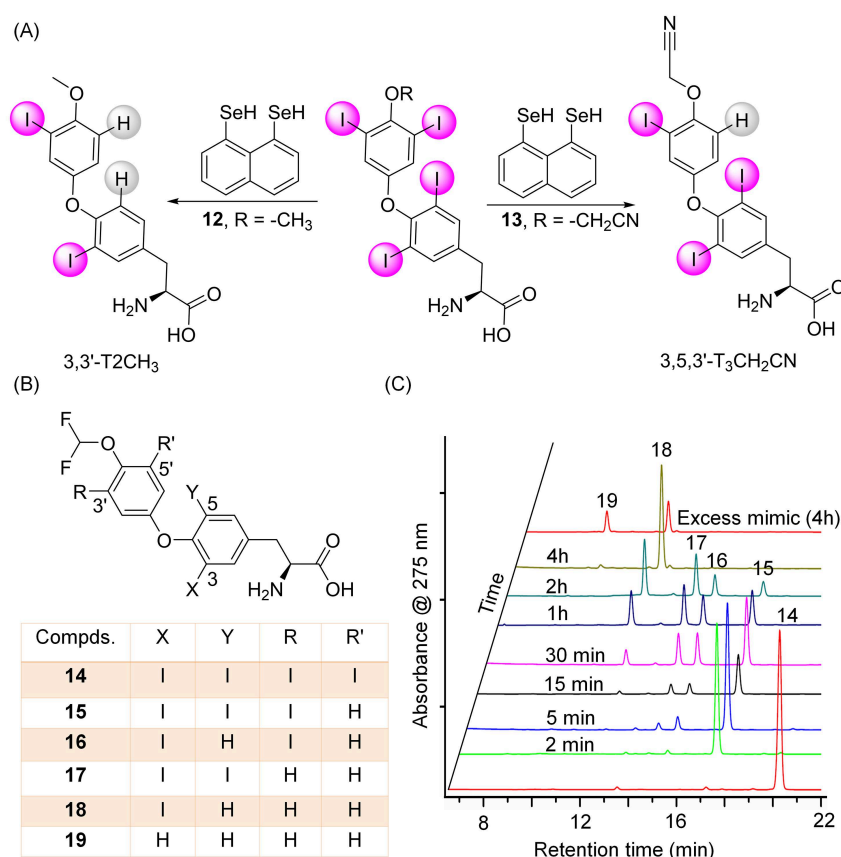 (A)
N
O
I
H
H
O
I
H₂N
O
HO
3,3'-T2CH₃
SeH SeH
12, R = -CH₃
OR
I
I
I
O
I
H₂N
O
HO
SeH SeH
13, R = -CH₂CN
O
I
H
I
O
I
H₂N
O
OH
3,5,3'-T₃CH₂CN
(B)
F
F
O
R'
5'
R
3'
Y
5
O
3
X
H₂N
O
OH
Compds. X Y R R'
14 I I I I
15 I I I H
16 I H I H
17 I I H H
18 I H H H
19 H H H H
(C)
Absorbance @ 275 nm
Time
18
19
Excess mimic (4h)
17
4h
16
15
2h
1h
14
30 min
15 min
5 min
2 min
8 10 14 16 18 22
Retention time (min)